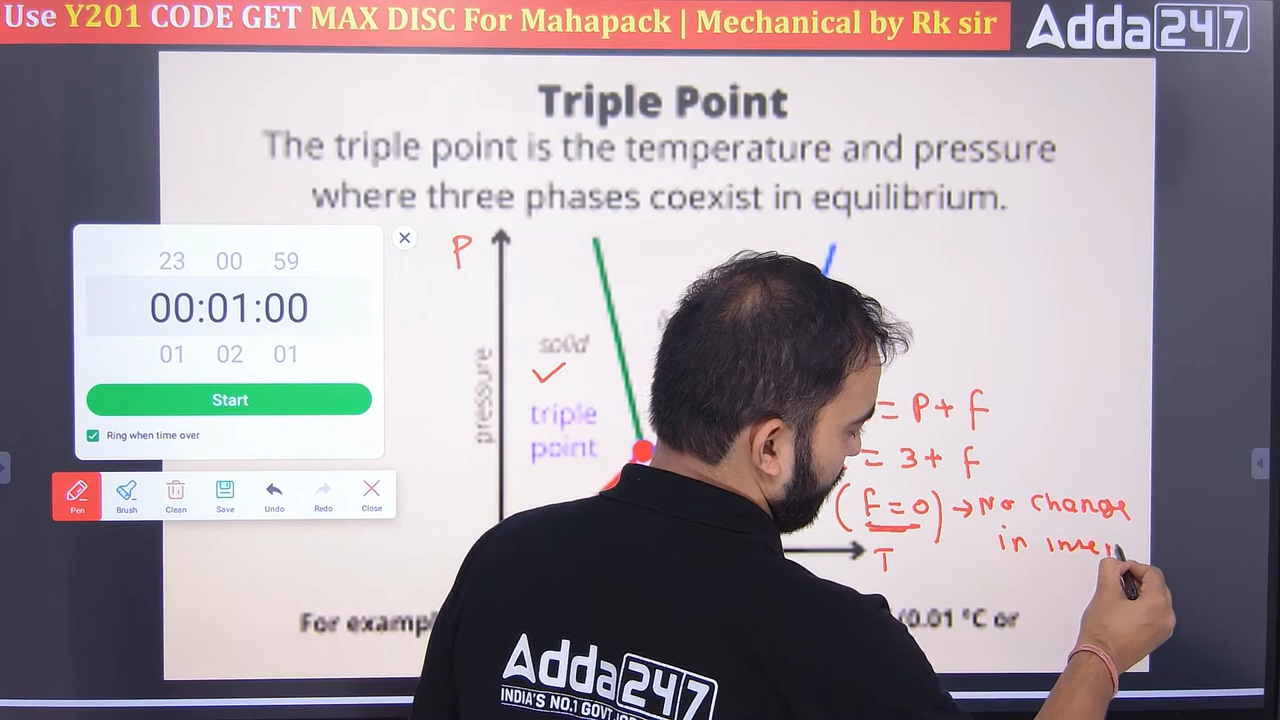 Use Y201 CODE GET MAX DISC For Mahapack | Mechanical by Rk sir
Adda247
Triple Point
The triple point is the temperature and pressure
where three phases coexist in equilibrium.
23 00 59
00:01:00
01 02 01
Start
Ring when time over
Pen Brush Clean Save Undo Redo Close
P
pressure
solid
triple
point
= P + f
= 3 + f
(f = 0) → No change
in
T
For exampl
(0.01 °C or
Adda247
INDIA'S NO.1 GOVT